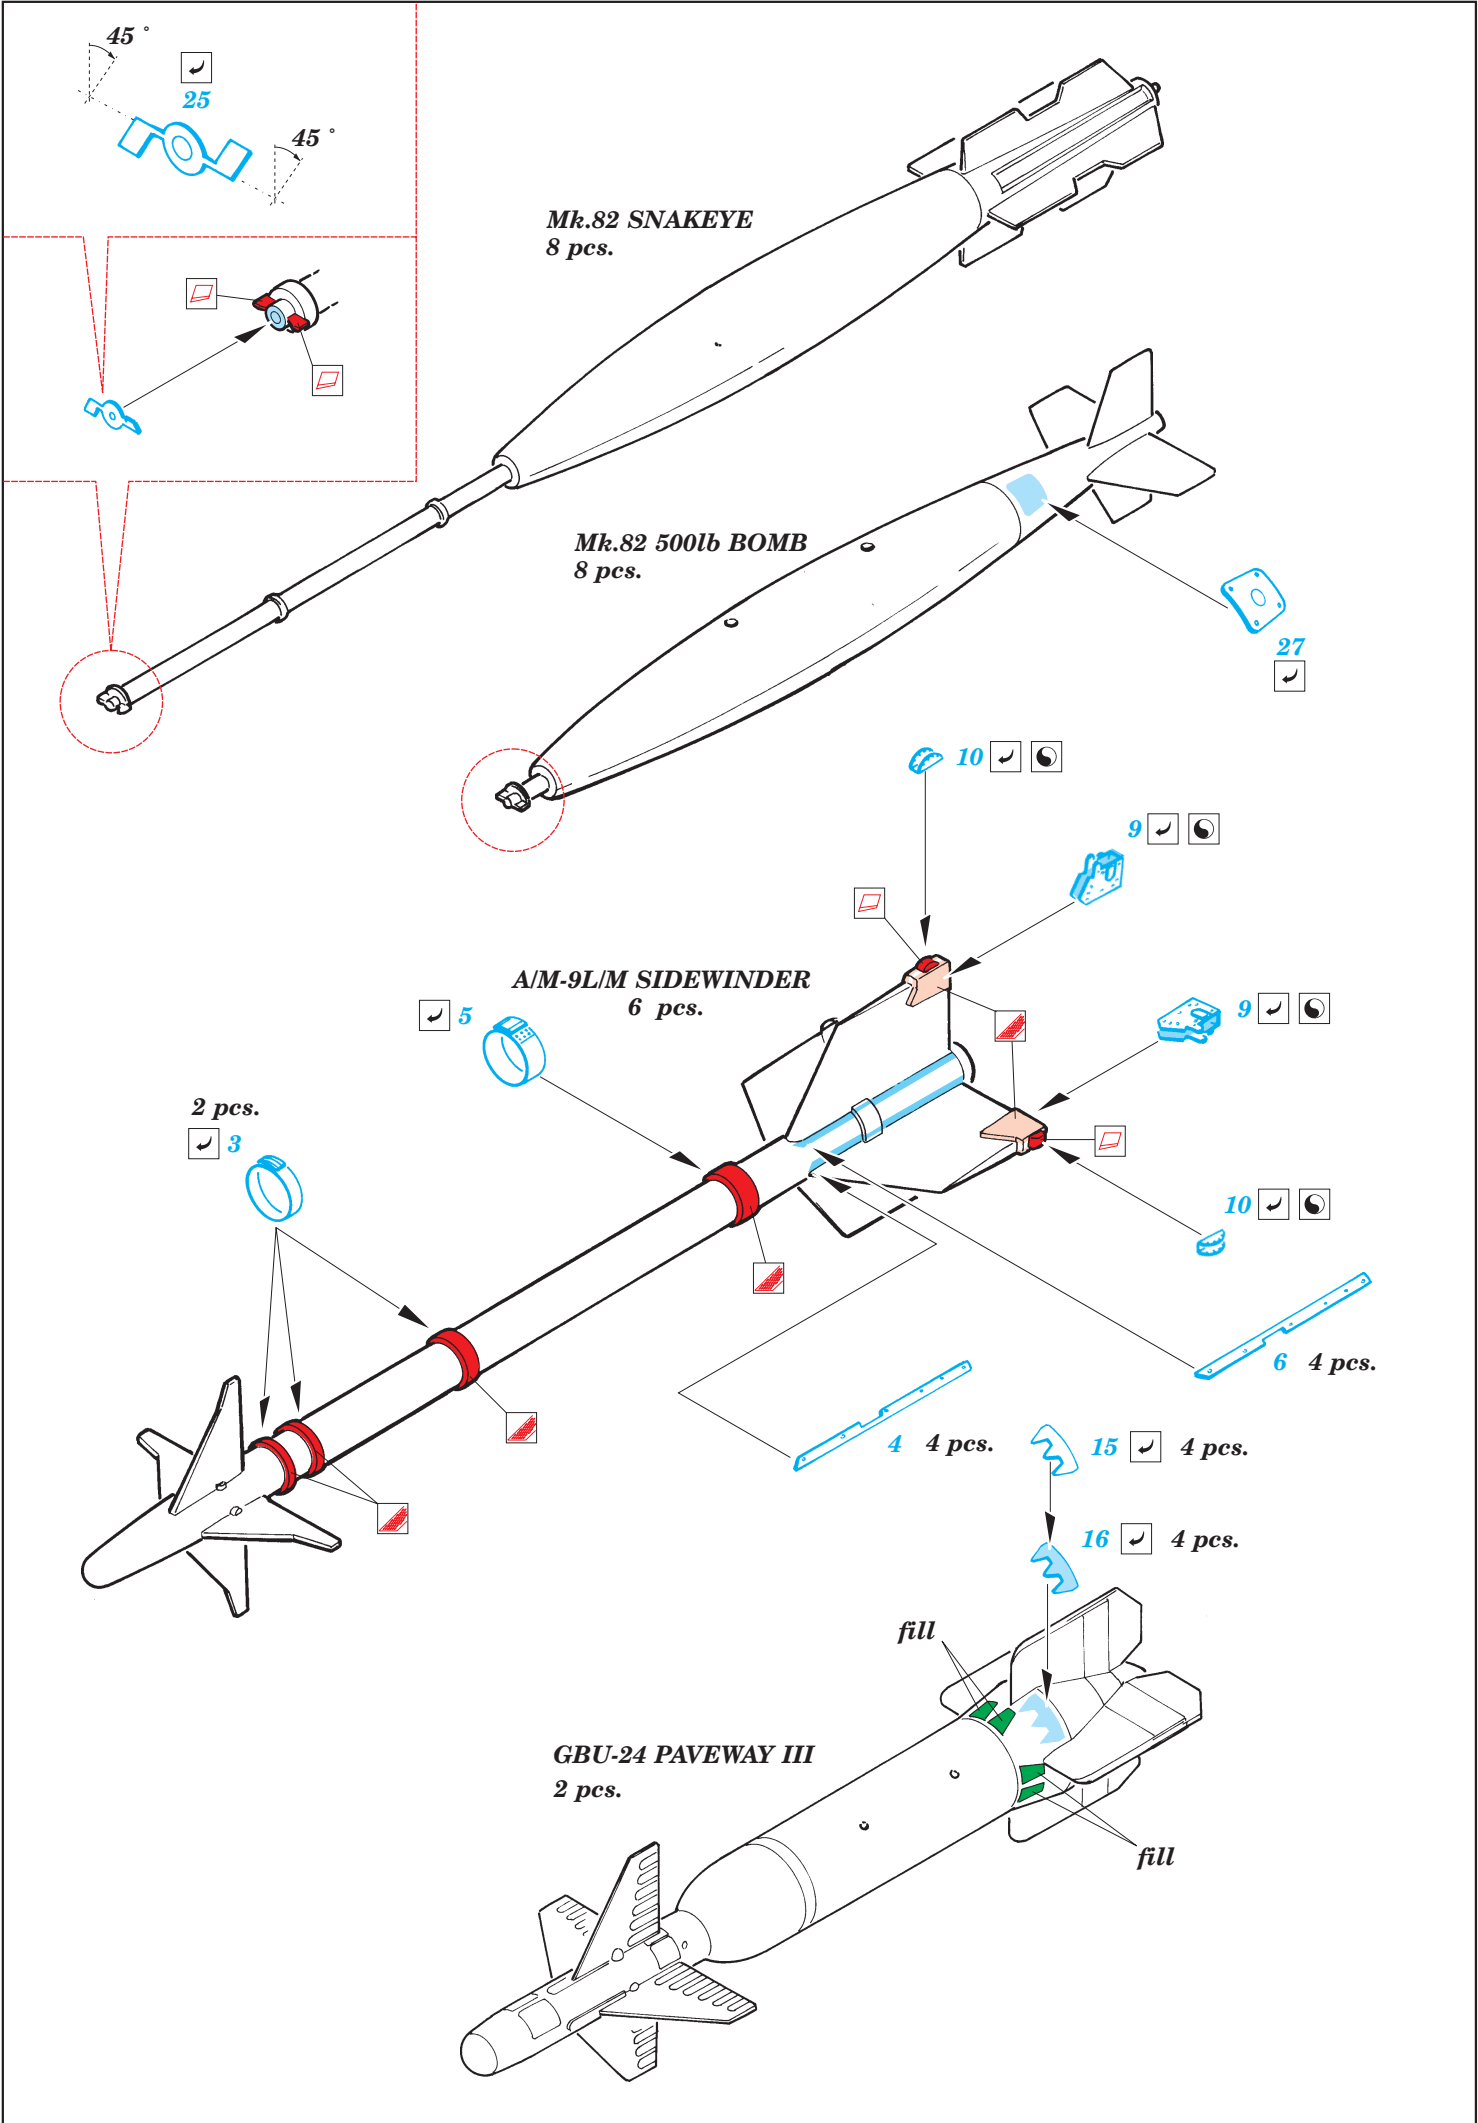 45 °
25
45 °
Mk.82 SNAKEYE
8 pcs.
Mk.82 500lb BOMB
8 pcs.
27
10
9
A/M-9L/M SIDEWINDER
6 pcs.
5
9
2 pcs.
3
10
6 4 pcs.
4 4 pcs.
15 4 pcs.
16 4 pcs.
fill
GBU-24 PAVEWAY III
2 pcs.
fill